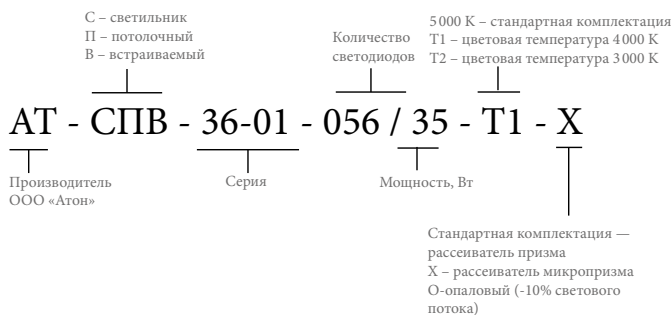 С – светильник
П – потолочный
В – встраиваемый
Количество
светодиодов
5000 К – стандартная комплектация
Т1 – цветовая температура 4000 К
Т2 – цветовая температура 3000 К
АТ - СПВ - 36-01 - 056 / 35 - Т1 - Х
Производитель
ООО «Атон»
Серия
Мощность, Вт
Стандартная комплектация —
рассеиватель призма
Х – рассеиватель микропризма
О-опаловый (-10% светового
потока)